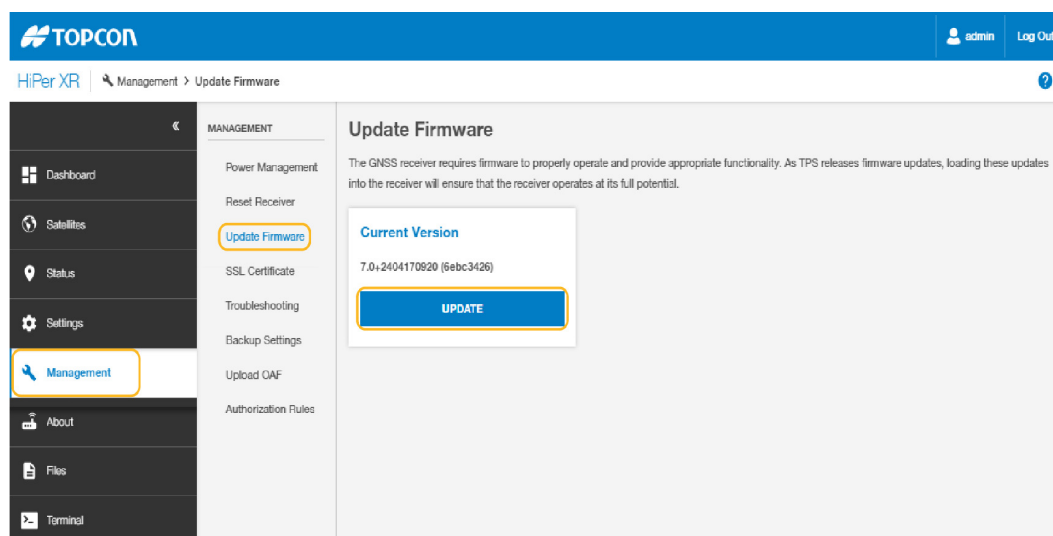 TOPCON
admin
Log Out
HiPer XR
Management > Update Firmware
?
«
Dashboard
Satellites
Status
Settings
Management
About
Files
Terminal
MANAGEMENT
Power Management
Reset Receiver
Update Firmware
SSL Certificate
Troubleshooting
Backup Settings
Upload OAF
Authorization Rules
Update Firmware
The GNSS receiver requires firmware to properly operate and provide appropriate functionality. As TPS releases firmware updates, loading these updates
into the receiver will ensure that the receiver operates at its full potential.
Current Version
7.0+2404170920 (6ebc3426)
UPDATE